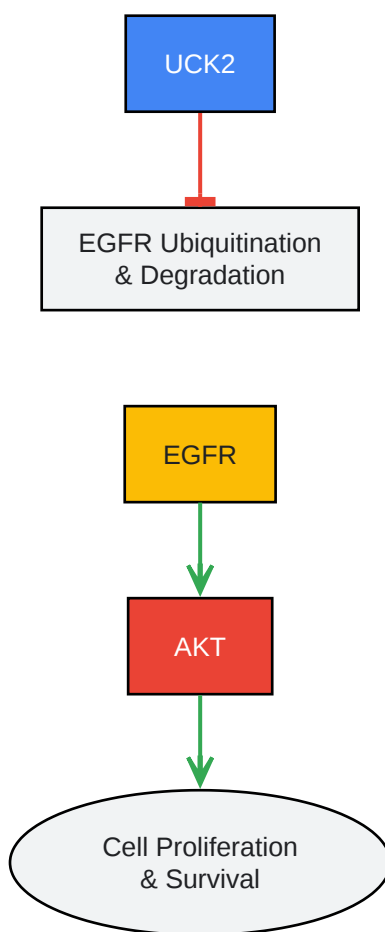 UCK2
EGFR Ubiquitination
& Degradation
EGFR
AKT
Cell Proliferation
& Survival